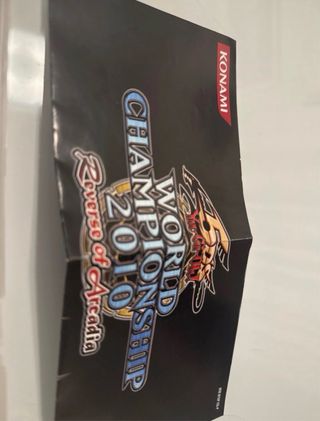 KONAMI
WORLD
CHAMPIONSHIP
2010
Reverse of Arcadia